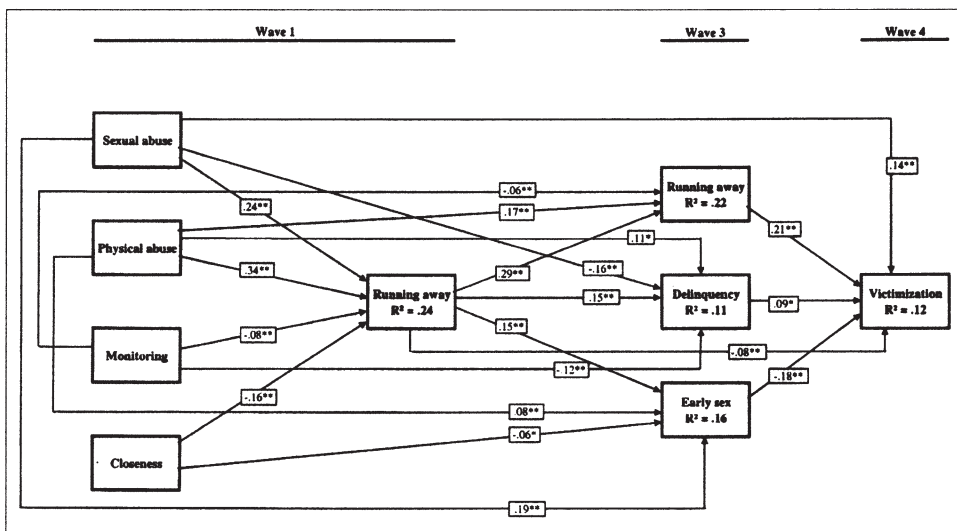 Wave 1 Wave 3 Wave 4
Sexual abuse
.14**
-.06**
Running away
R² = .22
.24**
.17**
Physical abuse
.11*
.21**
.34**
.29**
-.16**
Running away
R² = .24
.15**
Delinquency
R² = .11
.09*
Victimization
R² = .12
-.08**
.15**
Monitoring
-.12**
-.08**
-.16**
-.18**
Early sex
R² = .16
.08**
-.06*
Closeness
.19**